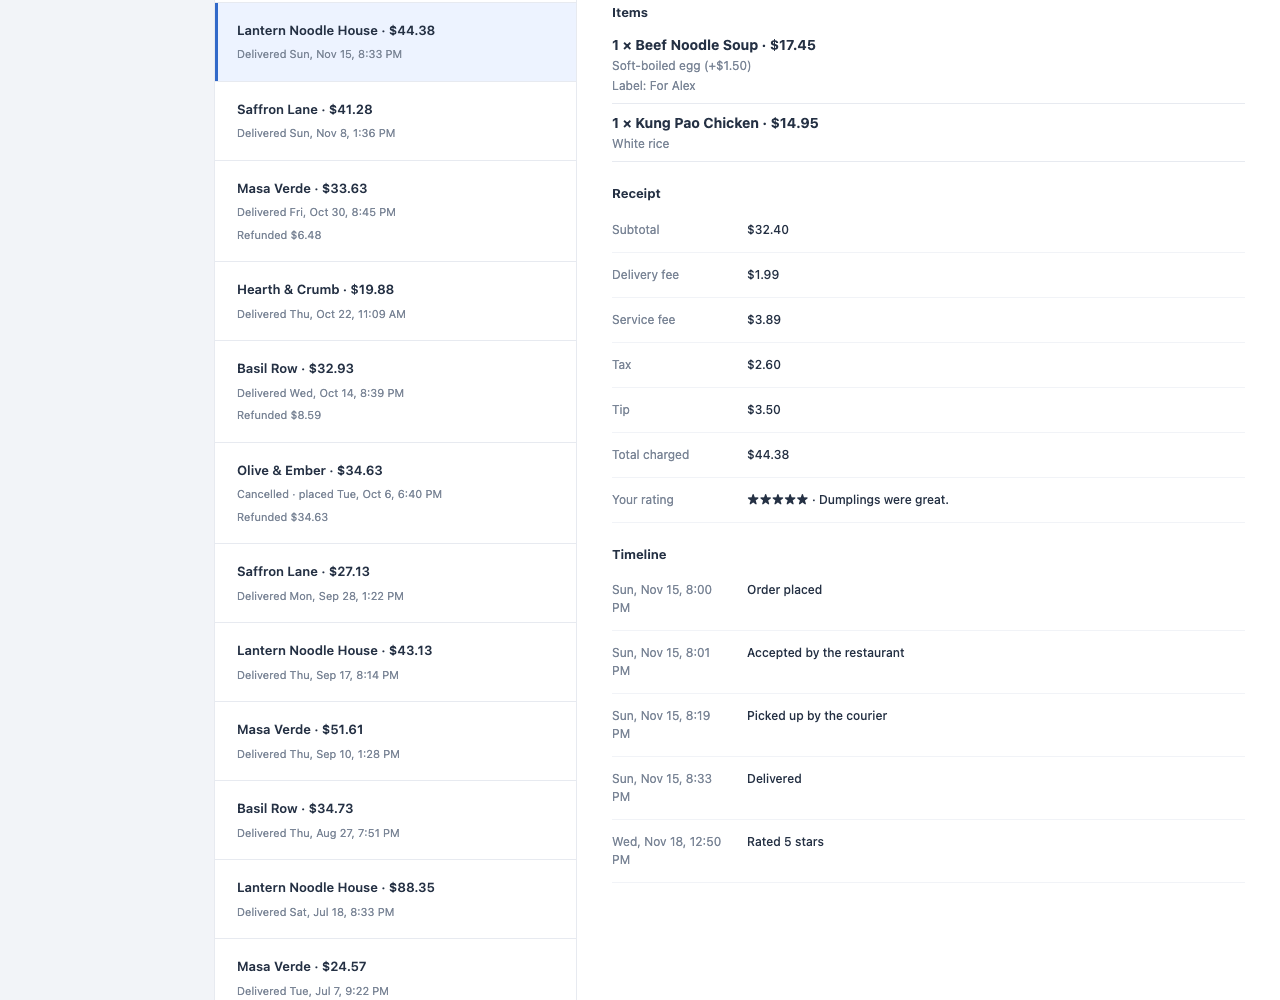 Lantern Noodle House · $44.38
Delivered Sun, Nov 15, 8:33 PM
Saffron Lane · $41.28
Delivered Sun, Nov 8, 1:36 PM
Masa Verde · $33.63
Delivered Fri, Oct 30, 8:45 PM
Refunded $6.48
Hearth & Crumb · $19.88
Delivered Thu, Oct 22, 11:09 AM
Basil Row · $32.93
Delivered Wed, Oct 14, 8:39 PM
Refunded $8.59
Olive & Ember · $34.63
Cancelled · placed Tue, Oct 6, 6:40 PM
Refunded $34.63
Saffron Lane · $27.13
Delivered Mon, Sep 28, 1:22 PM
Lantern Noodle House · $43.13
Delivered Thu, Sep 17, 8:14 PM
Masa Verde · $51.61
Delivered Thu, Sep 10, 1:28 PM
Basil Row · $34.73
Delivered Thu, Aug 27, 7:51 PM
Lantern Noodle House · $88.35
Delivered Sat, Jul 18, 8:33 PM
Masa Verde · $24.57
Delivered Tue, Jul 7, 9:22 PM
Items
1 × Beef Noodle Soup · $17.45
Soft-boiled egg (+$1.50)
Label: For Alex
1 × Kung Pao Chicken · $14.95
White rice
Receipt
Subtotal $32.40
Delivery fee $1.99
Service fee $3.89
Tax $2.60
Tip $3.50
Total charged $44.38
Your rating ★★★★★ · Dumplings were great.
Timeline
Sun, Nov 15, 8:00 PM Order placed
Sun, Nov 15, 8:01 PM Accepted by the restaurant
Sun, Nov 15, 8:19 PM Picked up by the courier
Sun, Nov 15, 8:33 PM Delivered
Wed, Nov 18, 12:50 PM Rated 5 stars